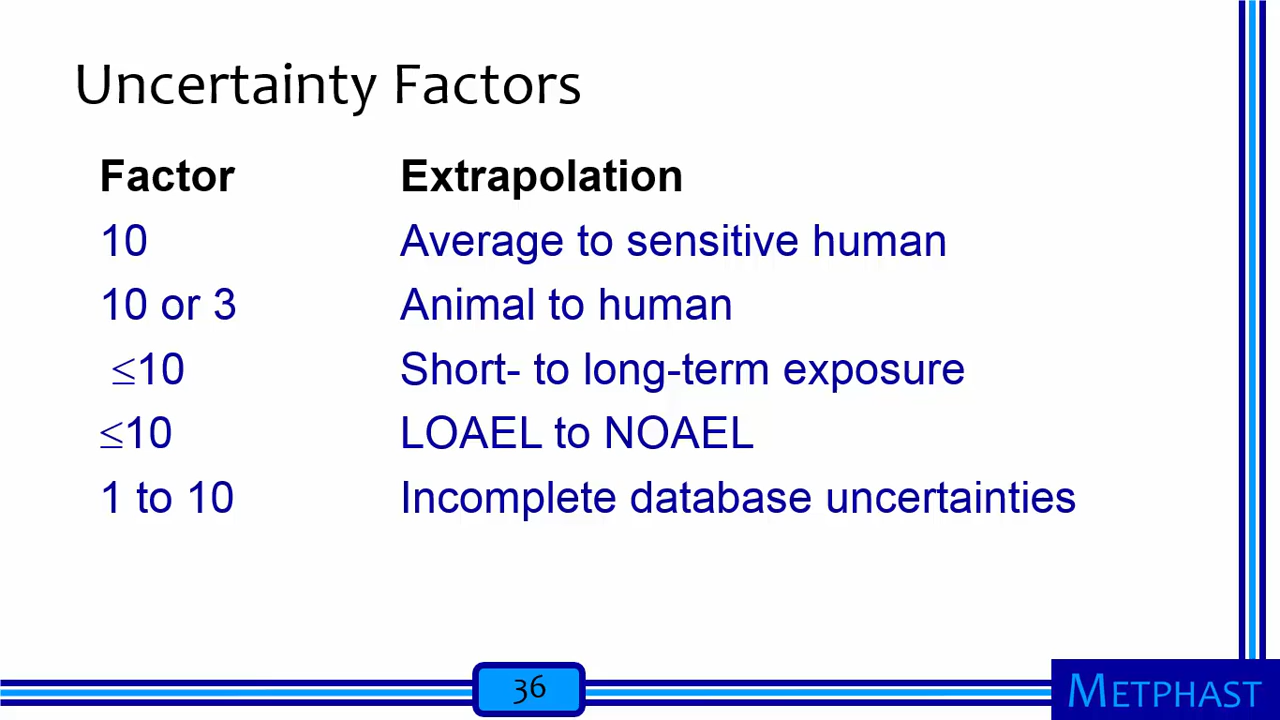 Uncertainty Factors
Factor Extrapolation
10 Average to sensitive human
10 or 3 Animal to human
≤10 Short- to long-term exposure
≤10 LOAEL to NOAEL
1 to 10 Incomplete database uncertainties
36
METPHAST